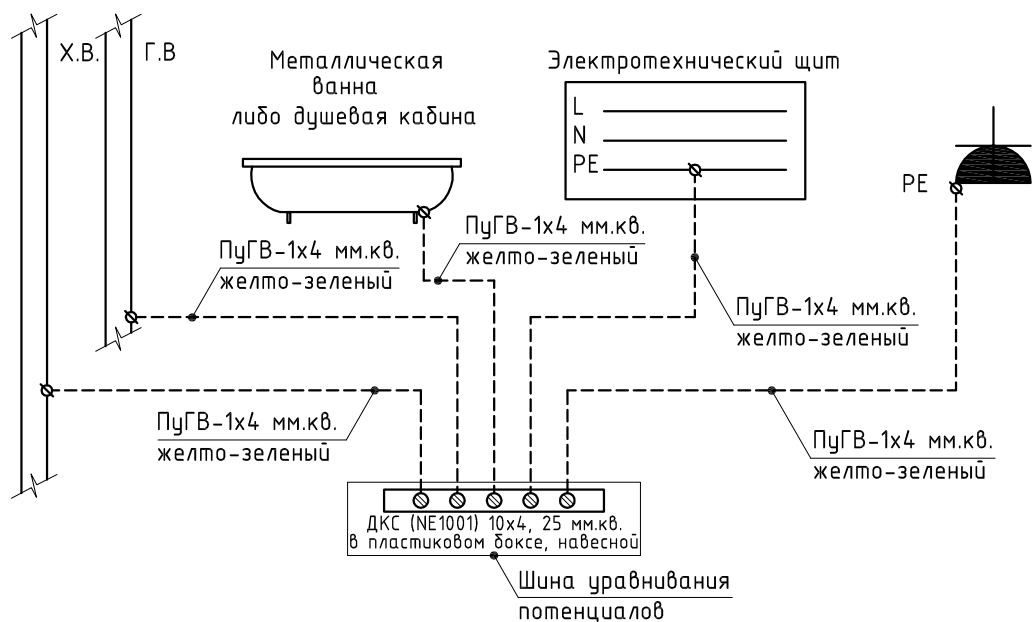 Х.В.
Г.В
Металлическая
ванна
либо душевая кабина
Электротехнический щит
L
N
PE
PE
ПуГВ-1х4 мм.кв.
желто-зеленый
ПуГВ-1х4 мм.кв.
желто-зеленый
ПуГВ-1х4 мм.кв.
желто-зеленый
ПуГВ-1х4 мм.кв.
желто-зеленый
ПуГВ-1х4 мм.кв.
желто-зеленый
ДКС (NE1001) 10х4, 25 мм.кв.
в пластиковом боксе, навесной
Шина уравнивания
потенциалов